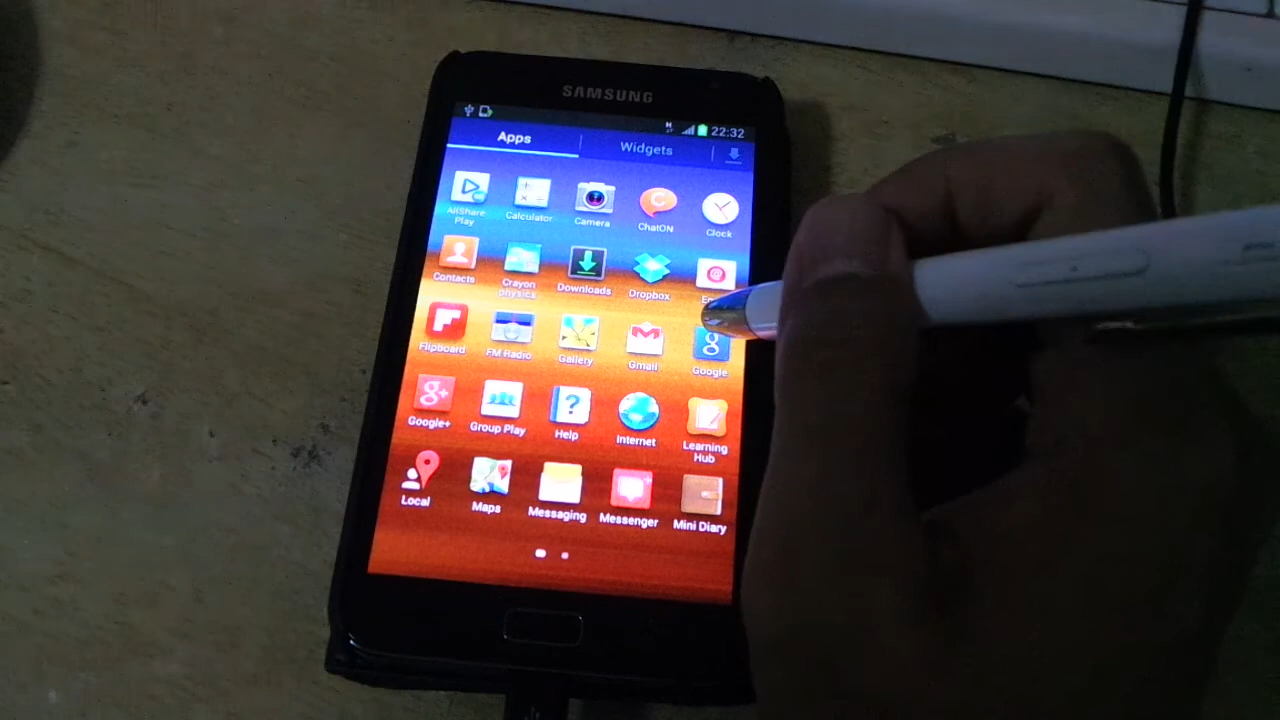 SAMSUNG
H 22:32
Apps Widgets
AllShare Play Calculator Camera ChatON Clock
Contacts Crayon physics Downloads Dropbox
Flipboard FM Radio Gallery Gmail Google
Google+ Group Play Help Internet Learning Hub
Local Maps Messaging Messenger Mini Diary